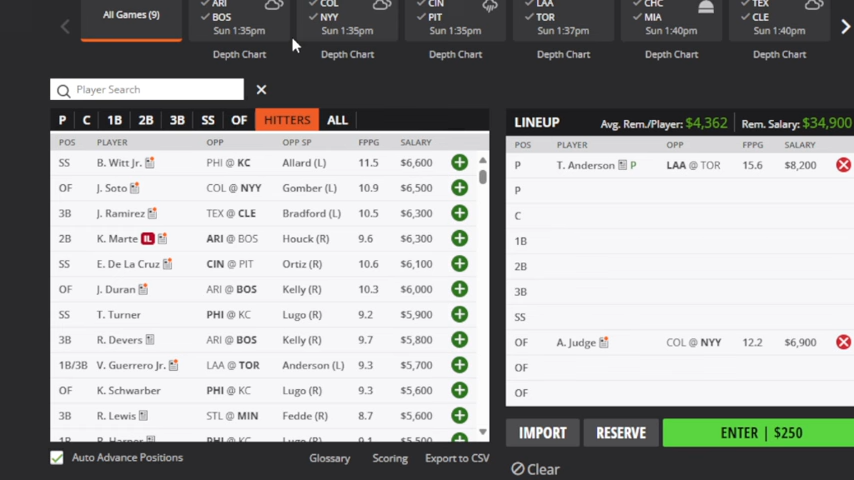 All Games (9)
ARI
BOS
Sun 1:35pm
COL
NYY
Sun 1:35pm
CIN
PIT
Sun 1:35pm
LAA
TOR
Sun 1:37pm
CHC
MIA
Sun 1:40pm
TEX
CLE
Sun 1:40pm
Depth Chart Depth Chart Depth Chart Depth Chart Depth Chart Depth Chart
Player Search
P C 1B 2B 3B SS OF HITTERS ALL
POS PLAYER OPP OPP SP FPPG SALARY
SS B. Witt Jr. PHI @ KC Allard (L) 11.5 $6,600
OF J. Soto COL @ NYY Gomber (L) 10.9 $6,500
3B J. Ramirez TEX @ CLE Bradford (L) 10.5 $6,300
2B K. Marte IL ARI @ BOS Houck (R) 9.6 $6,300
SS E. De La Cruz CIN @ PIT Ortiz (R) 10.6 $6,100
OF J. Duran ARI @ BOS Kelly (R) 10.3 $6,000
SS T. Turner PHI @ KC Lugo (R) 9.2 $5,900
3B R. Devers ARI @ BOS Kelly (R) 9.7 $5,800
1B/3B V. Guerrero Jr. LAA @ TOR Anderson (L) 9.3 $5,700
OF K. Schwarber PHI @ KC Lugo (R) 9.3 $5,600
3B R. Lewis STL @ MIN Fedde (R) 8.7 $5,600
1B R. Harper PHI @ KC Lugo (R) 9.1 $5,500
Auto Advance Positions Glossary Scoring Export to CSV
LINEUP Avg. Rem./Player: $4,362 Rem. Salary: $34,900
POS PLAYER OPP FPPG SALARY
P T. Anderson P LAA @ TOR 15.6 $8,200
P
C
1B
2B
3B
SS
OF A. Judge COL @ NYY 12.2 $6,900
OF
OF
IMPORT RESERVE ENTER | $250
Clear